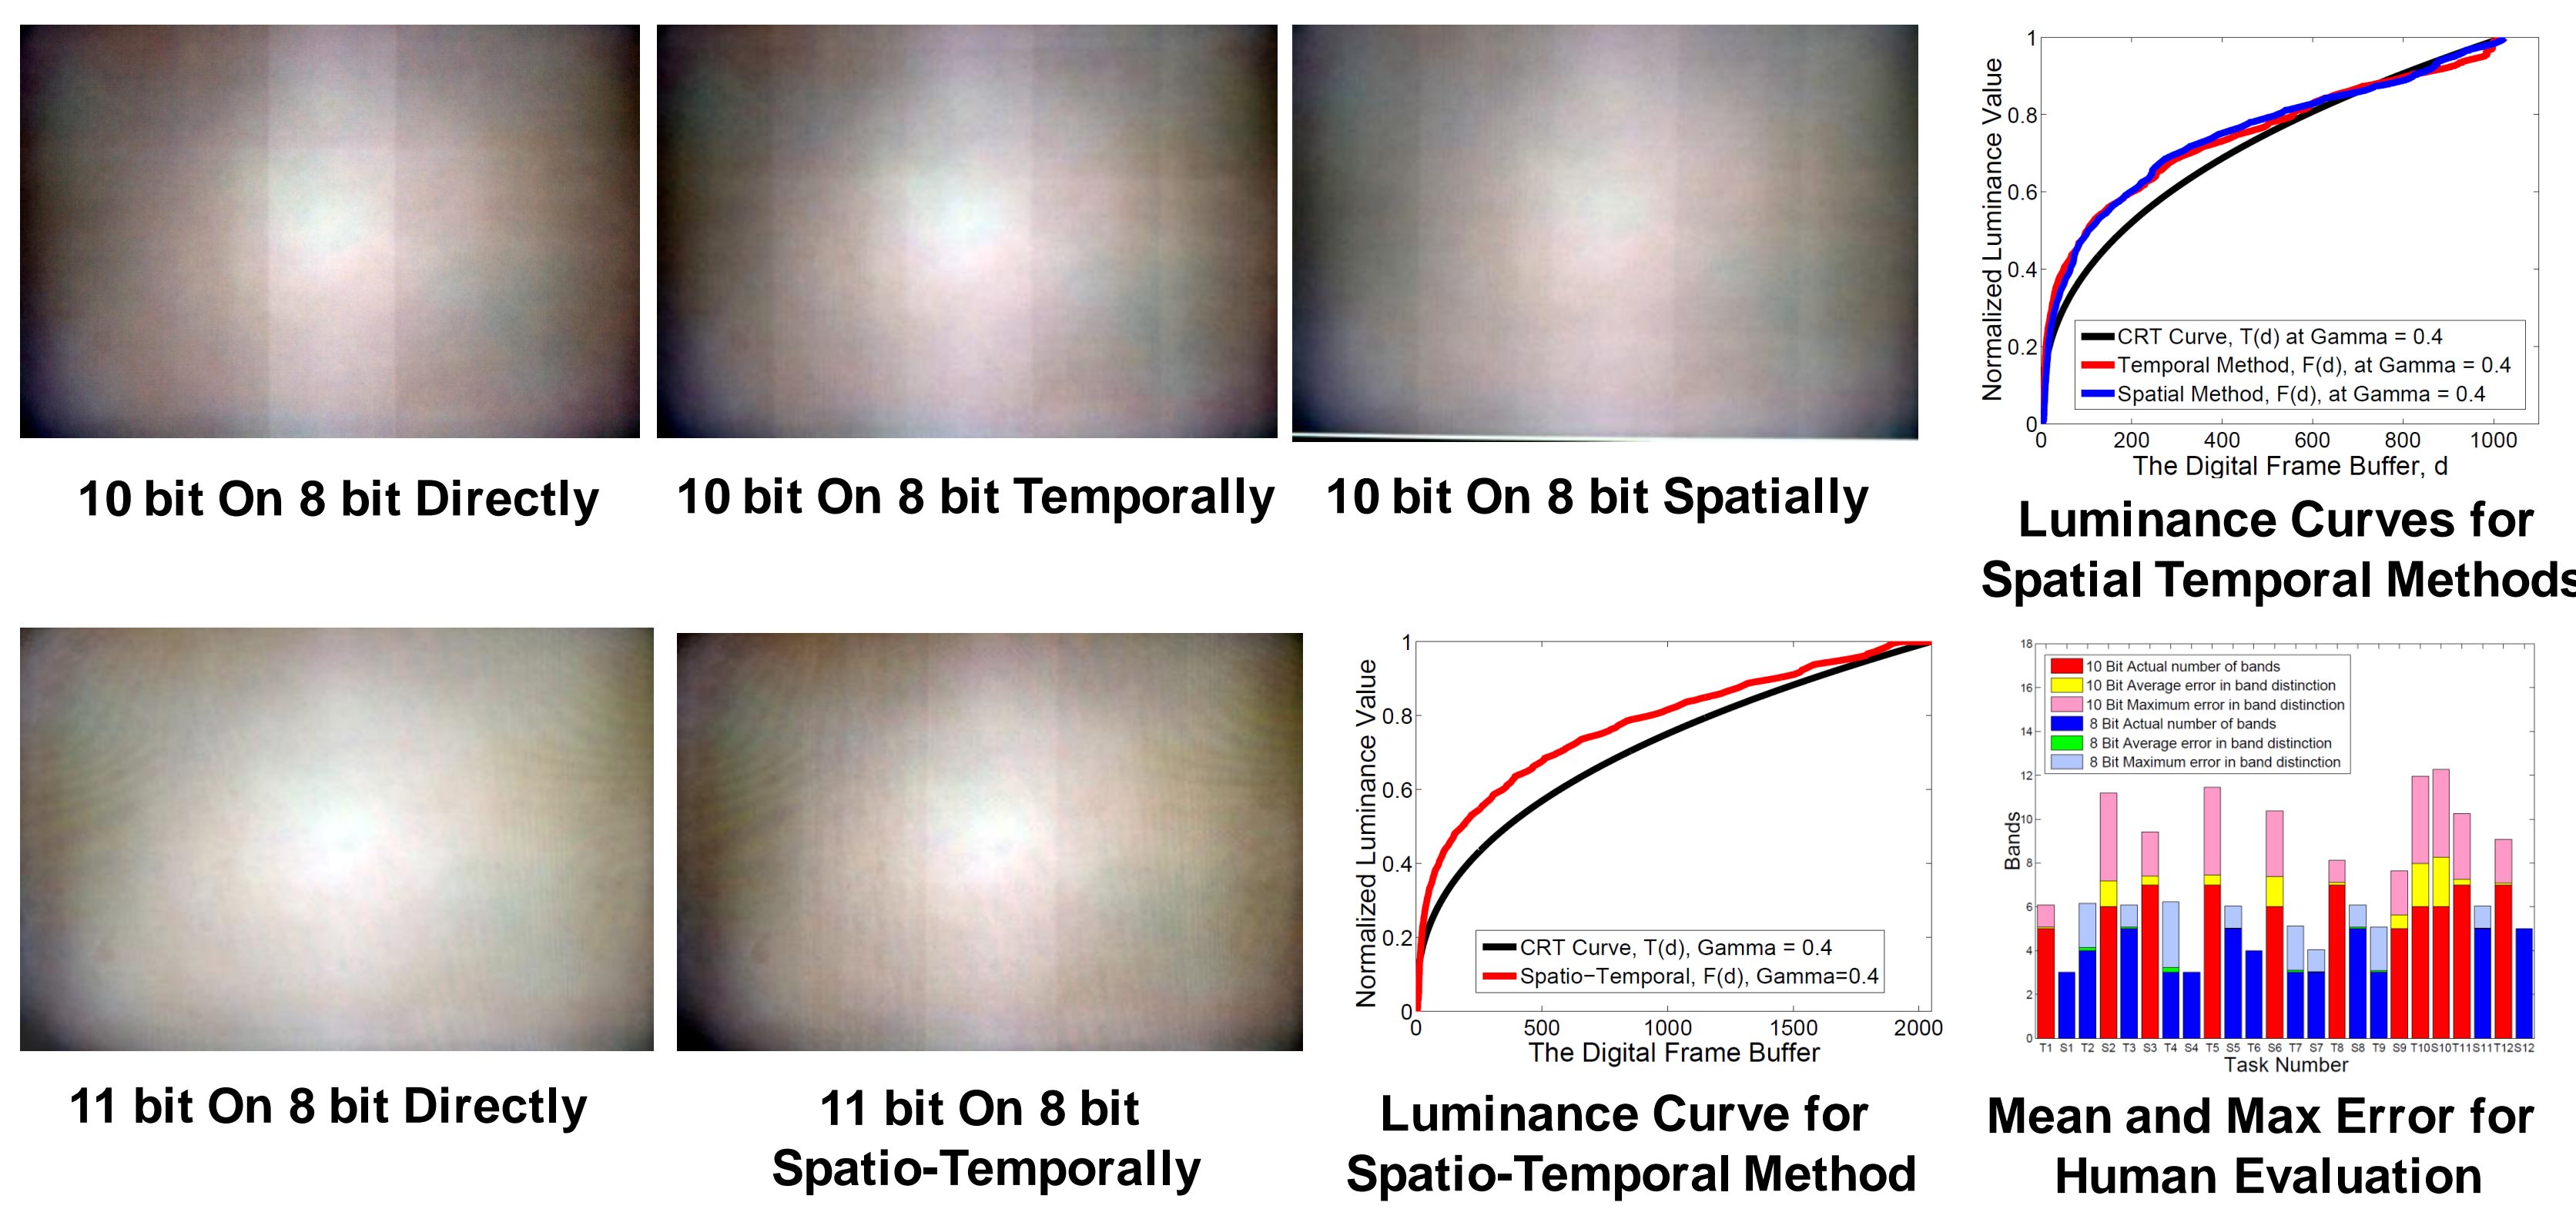 1
0.8
0.6
0.4
0.2
0
0 200 400 600 800 1000
Normalized Luminance Value
The Digital Frame Buffer, d
CRT Curve, T(d) at Gamma = 0.4
Temporal Method, F(d), at Gamma = 0.4
Spatial Method, F(d), at Gamma = 0.4
10 bit On 8 bit Directly
10 bit On 8 bit Temporally
10 bit On 8 bit Spatially
Luminance Curves for
Spatial Temporal Methods
1
0.8
0.6
0.4
0.2
0
0 500 1000 1500 2000
Normalized Luminance Value
The Digital Frame Buffer
CRT Curve, T(d), Gamma = 0.4
Spatio−Temporal, F(d), Gamma=0.4
18
16
14
12
10
8
6
4
2
0
Bands
10 Bit Actual number of bands
10 Bit Average error in band distinction
10 Bit Maximum error in band distinction
8 Bit Actual number of bands
8 Bit Average error in band distinction
8 Bit Maximum error in band distinction
T1 S1 T2 S2 T3 S3 T4 S4 T5 S5 T6 S6 T7 S7 T8 S8 T9 S9 T10 S10 T11 S11 T12 S12
Task Number
11 bit On 8 bit Directly
11 bit On 8 bit
Spatio-Temporally
Luminance Curve for
Spatio-Temporal Method
Mean and Max Error for
Human Evaluation